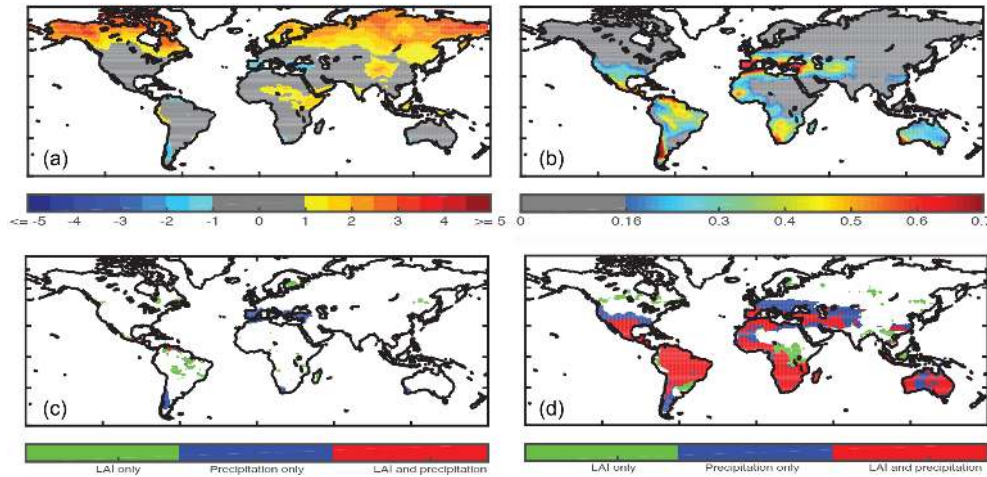 (a)
(b)
<= -5 -4 -3 -2 -1 0 1 2 3 4 >= 5
0 0.16 0.3 0.4 0.5 0.6 0.7
(c)
(d)
LAI only Precipitation only LAI and precipitation
LAI only Precipitation only LAI and precipitation